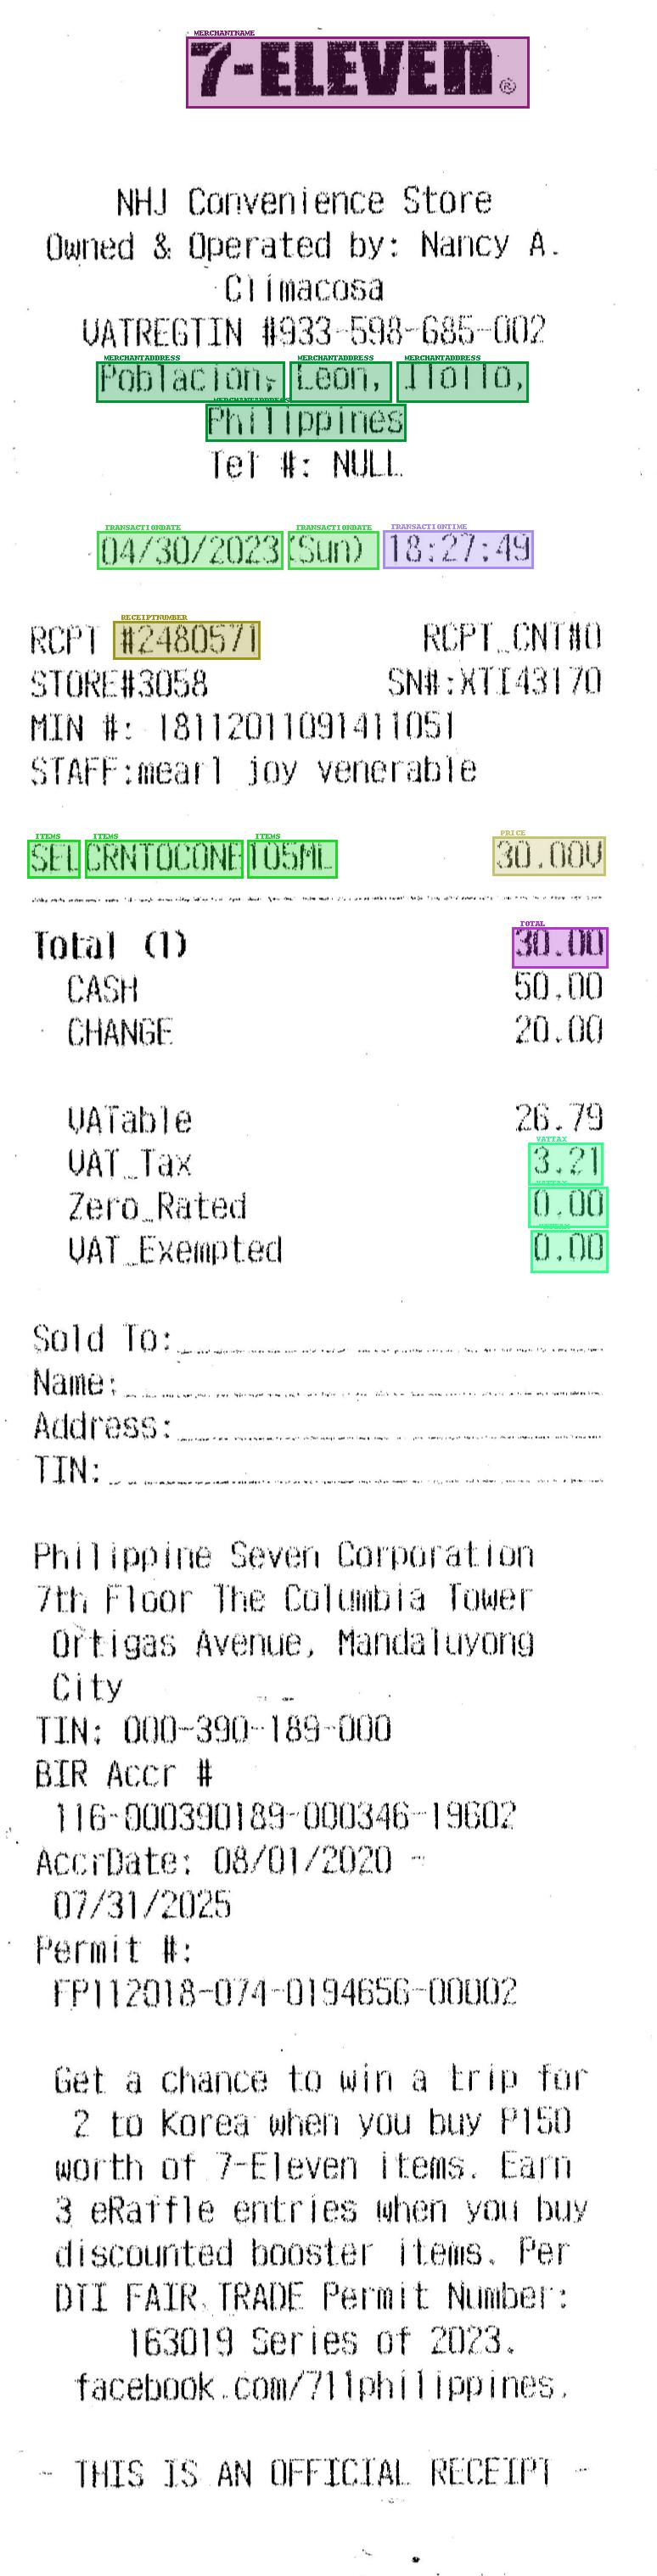 MERCHANTNAME
7-ELEVEN®
NHJ Convenience Store
Owned & Operated by: Nancy A.
Climacosa
VATREGTIN #933-598-685-002
MERCHANTADDRESS MERCHANTADDRESS MERCHANTADDRESS
Poblacion, Leon, Iloilo,
MERCHANTADDRESS
Philippines
Tel #: NULL
TRANSACTIONDATE TRANSACTIONDATE TRANSACTIONTIME
04/30/2023 (Sun) 18:27:49
RECEIPTNUMBER
RCPT #2480571 RCPT_CNT#0
STORE#3058 SN#:XTI43170
MIN #: 18112011091411051
STAFF:mearl joy venerable
ITEMS ITEMS ITEMS PRICE
SEL CRNTOCONE 105ML 30.00V
TOTAL
Total (1) 30.00
CASH 50.00
CHANGE 20.00
VATable 26.79
VATTAX
VAT_Tax 3.21
VATTAX
Zero_Rated 0.00
VATTAX
VAT_Exempted 0.00
Sold To:
Name:
Address:
TIN:
Philippine Seven Corporation
7th Floor The Columbia Tower
Ortigas Avenue, Mandaluyong
City
TIN: 000-390-189-000
BIR Accr #
116-000390189-000346-19602
AccrDate: 08/01/2020 -
07/31/2025
Permit #:
FP112018-074-0194656-00002
Get a chance to win a trip for
2 to Korea when you buy P150
worth of 7-Eleven items. Earn
3 eRaffle entries when you buy
discounted booster items. Per
DTI FAIR TRADE Permit Number:
163019 Series of 2023.
facebook.com/711philippines.
- THIS IS AN OFFICIAL RECEIPT -